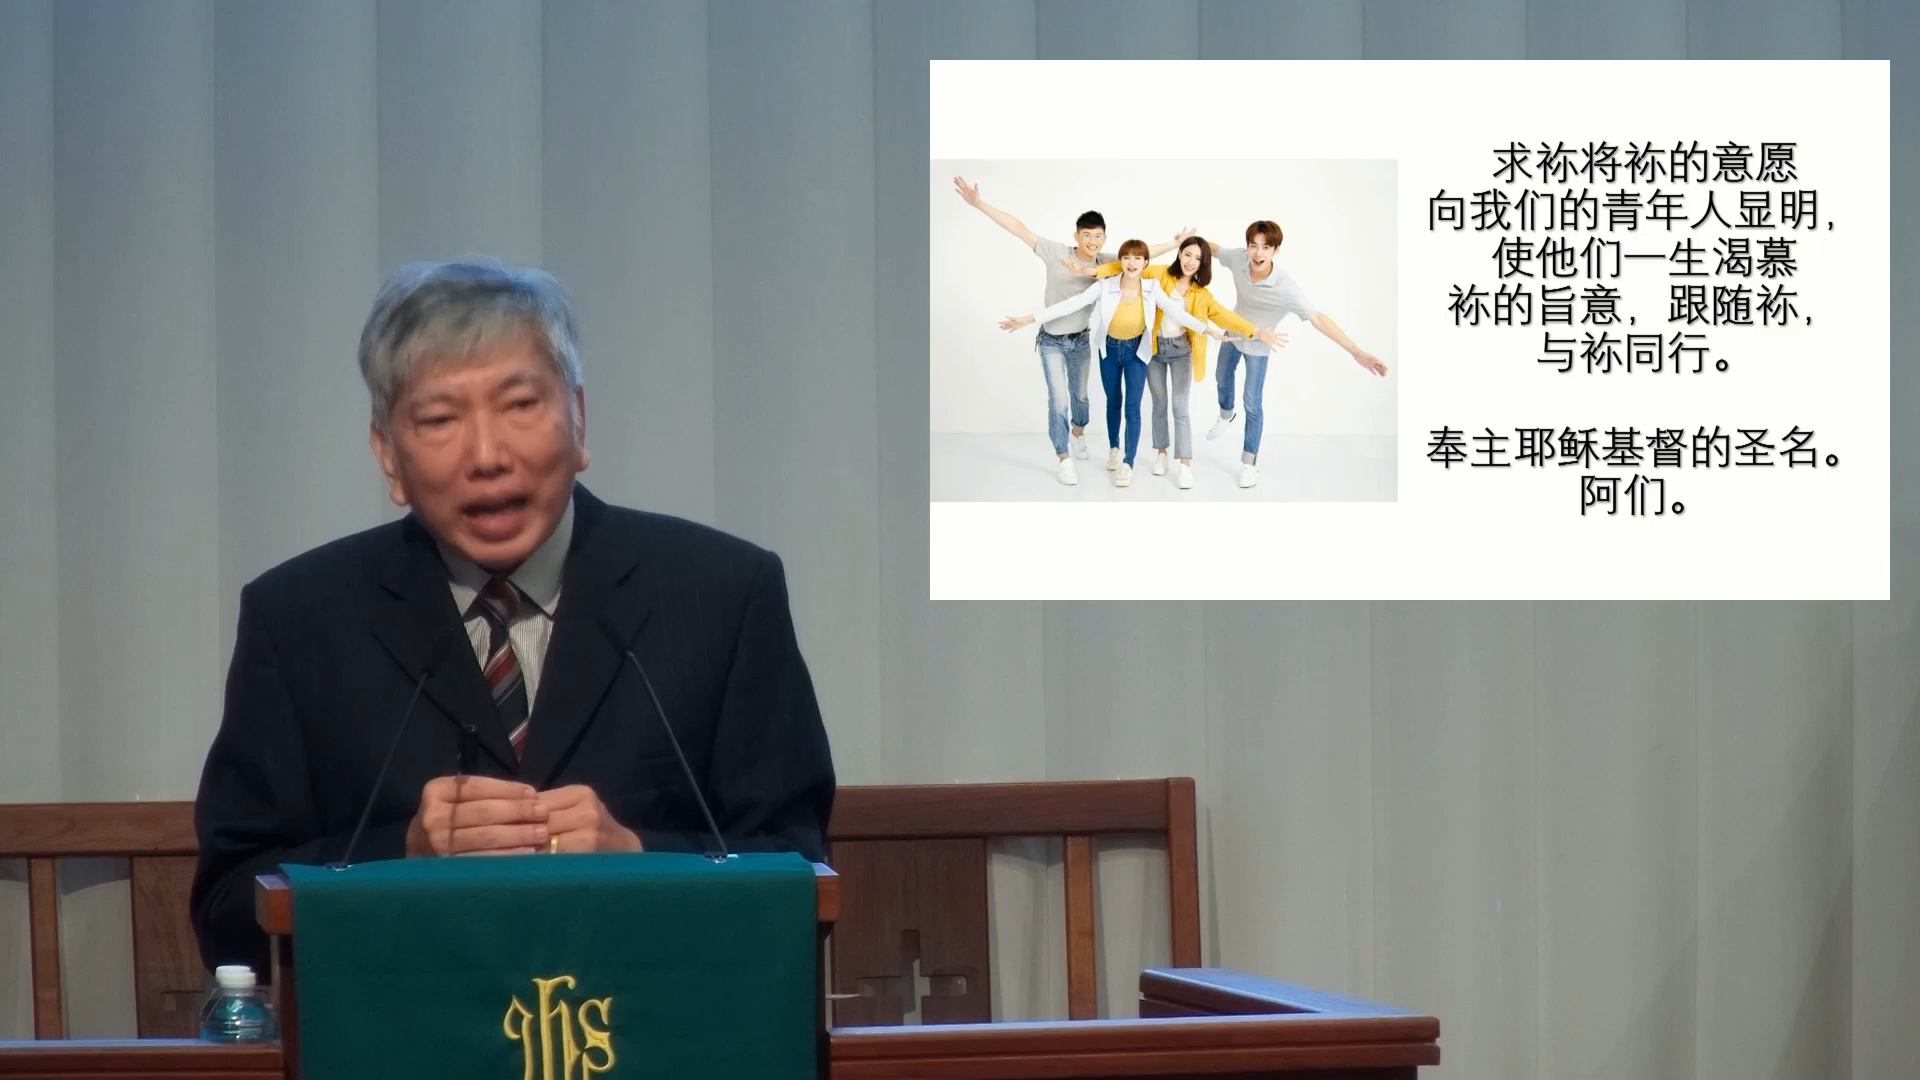 求祢将祢的意愿
向我们的青年人显明，
使他们一生渴慕
祢的旨意，跟随祢，
与祢同行。
奉主耶稣基督的圣名。
阿们。
IHS